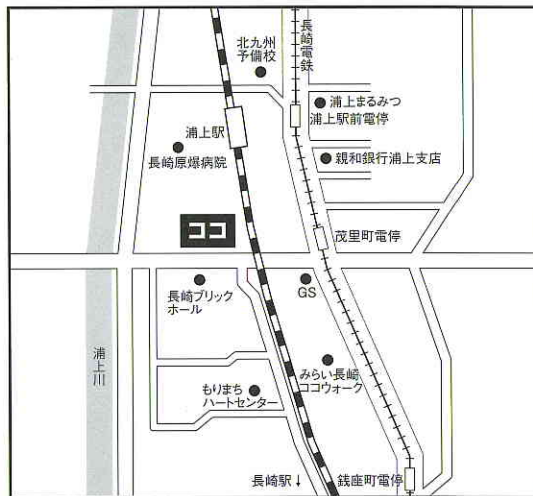 北九州
予備校
長崎電鉄
浦上まるみつ
浦上駅前電停
浦上駅
長崎原爆病院
親和銀行浦上支店
ココ
茂里町電停
長崎ブリック
ホール
GS
浦上川
みらい長崎
ココウォーク
もりまち
ハートセンター
長崎駅↓
銭座町電停